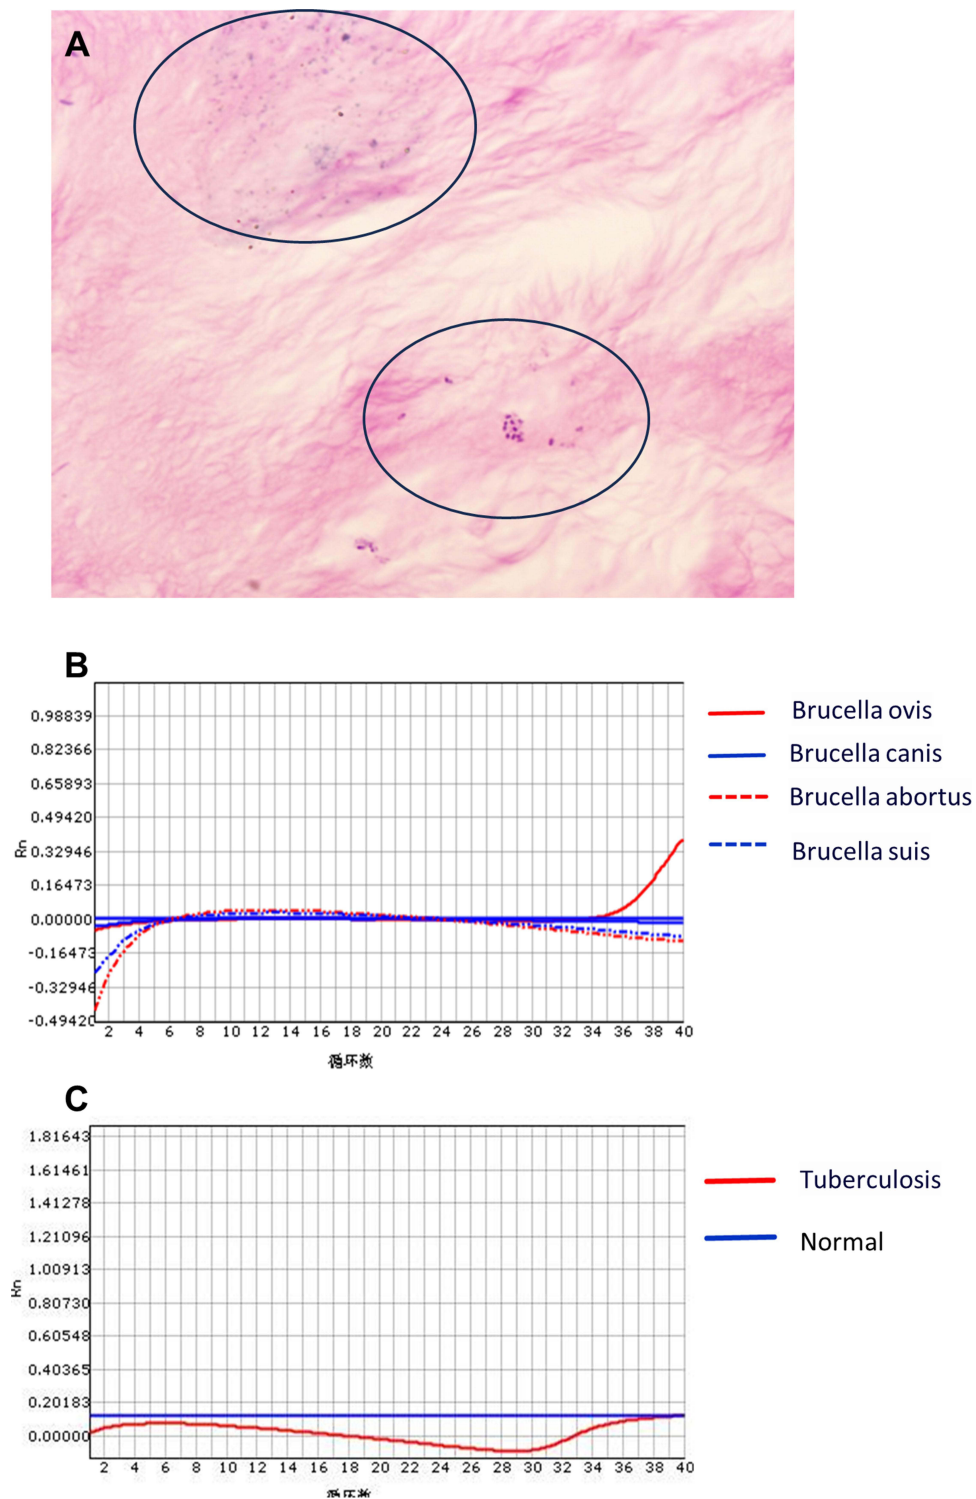 A
B
0.98839
0.82366
0.65893
0.49420
0.32946
0.16473
0.00000
-0.16473
-0.32946
-0.49420
Rn
2 4 6 8 10 12 14 16 18 20 22 24 26 28 30 32 34 36 38 40
循环数
Brucella ovis
Brucella canis
Brucella abortus
Brucella suis
C
1.81643
1.61461
1.41278
1.21096
1.00913
0.80730
0.60548
0.40365
0.20183
0.00000
Rn
2 4 6 8 10 12 14 16 18 20 22 24 26 28 30 32 34 36 38 40
循环数
Tuberculosis
Normal